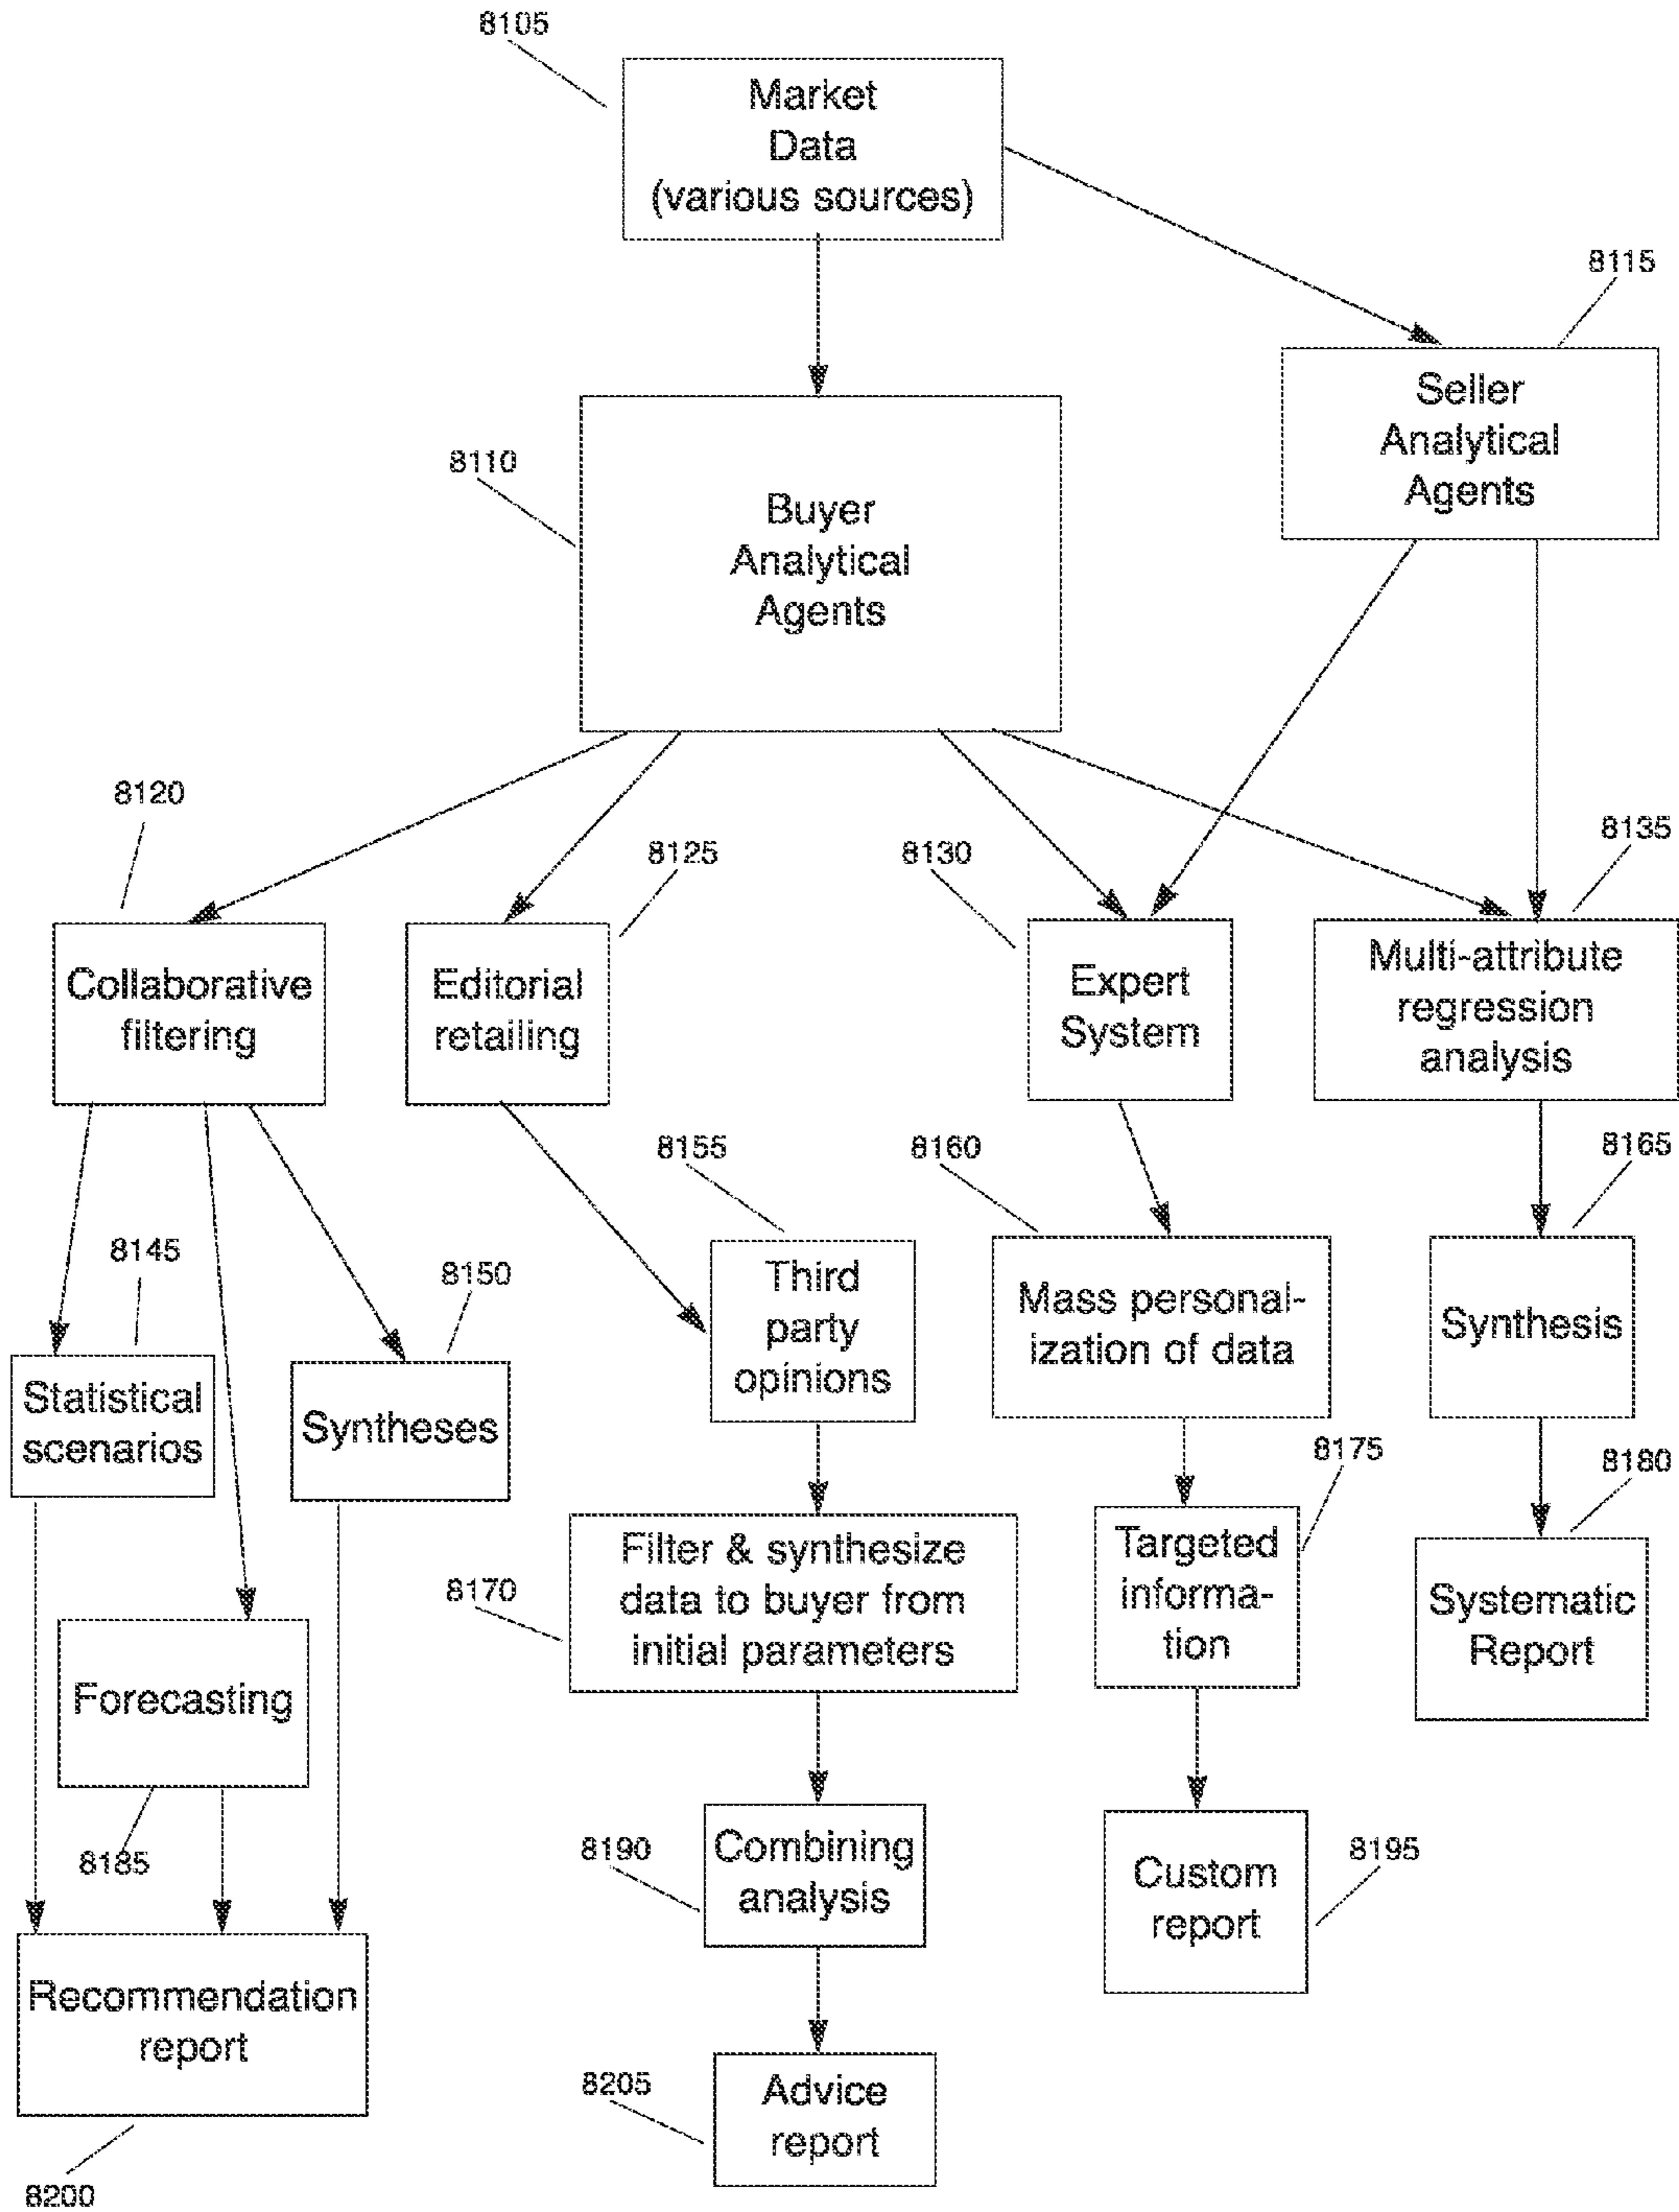 8105
Market
Data
(various sources)
8115
Seller
Analytical
Agents
8110
Buyer
Analytical
Agents
8120
8125
8130
8135
Collaborative
filtering
Editorial
retailing
Expert
System
Multi-attribute
regression
analysis
8155
8160
8165
8145
8150
Third
party
opinions
Mass personal-
ization of data
Synthesis
Statistical
scenarios
Syntheses
8175
8180
8170
Filter & synthesize
data to buyer from
initial parameters
Targeted
informa-
tion
Systematic
Report
Forecasting
8185
8190
Combining
analysis
Custom
report
8195
Recommendation
report
8205
Advice
report
8200